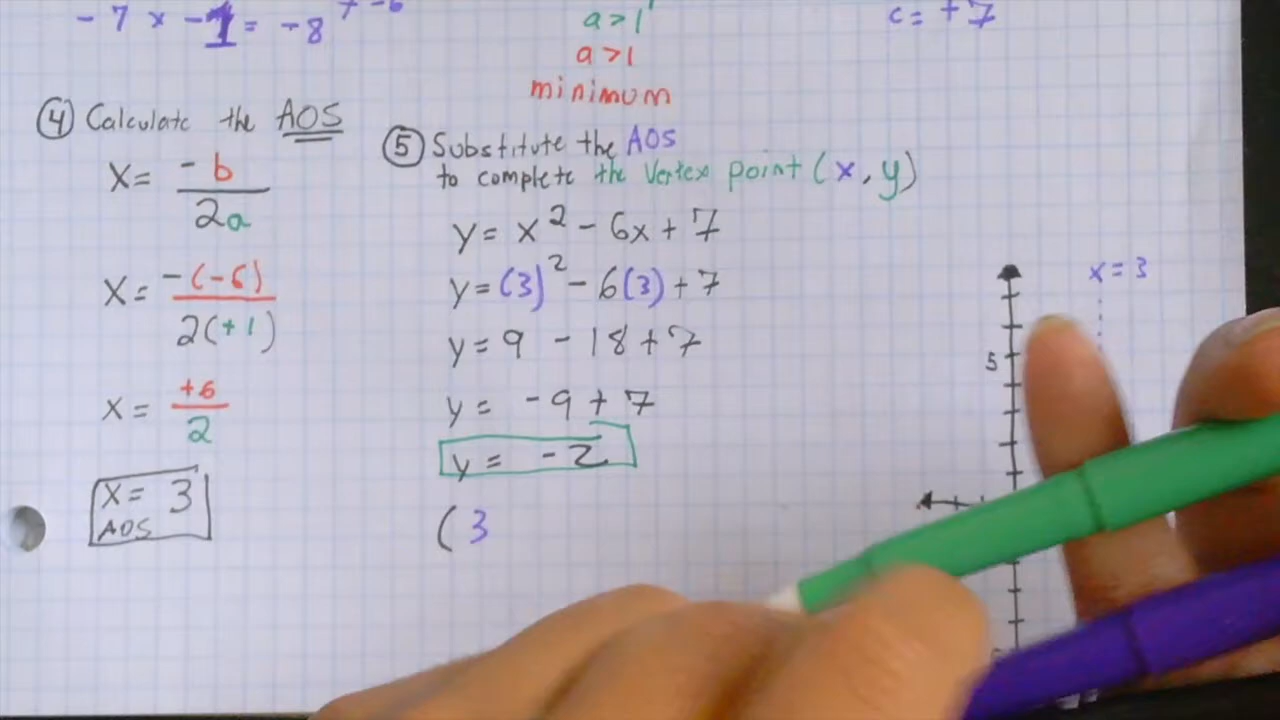 - 7 x -1 = -8
a > 1
a > 1
minimum
c = +7
④ Calculate the AOS
x = -b / 2a
x = -(-6) / 2(+1)
x = +6 / 2
x = 3
AOS
⑤ Substitute the AOS
to complete the Vertex point (x, y)
y = x² - 6x + 7
y = (3)² - 6(3) + 7
y = 9 - 18 + 7
y = -9 + 7
y = -2
(3
x = 3
5